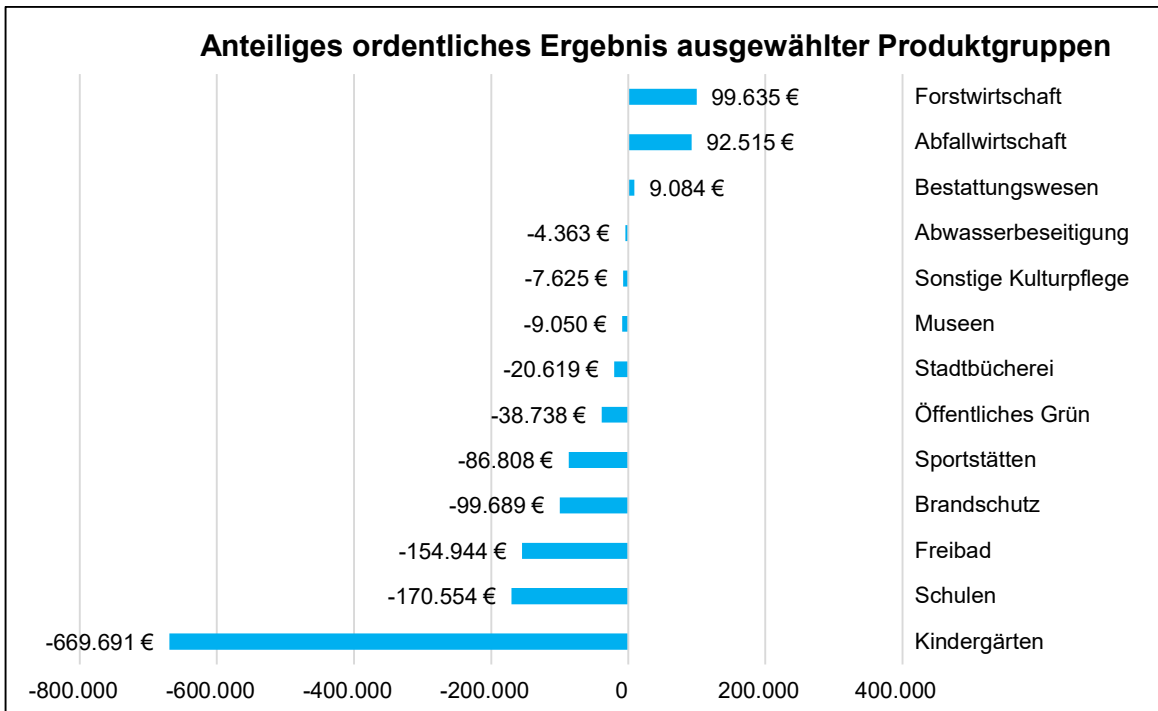 Anteiliges ordentliches Ergebnis ausgewählter Produktgruppen
99.635 € Forstwirtschaft
92.515 € Abfallwirtschaft
9.084 € Bestattungswesen
-4.363 € Abwasserbeseitigung
-7.625 € Sonstige Kulturpflege
-9.050 € Museen
-20.619 € Stadtbücherei
-38.738 € Öffentliches Grün
-86.808 € Sportstätten
-99.689 € Brandschutz
-154.944 € Freibad
-170.554 € Schulen
-669.691 € Kindergärten
-800.000 -600.000 -400.000 -200.000 0 200.000 400.000